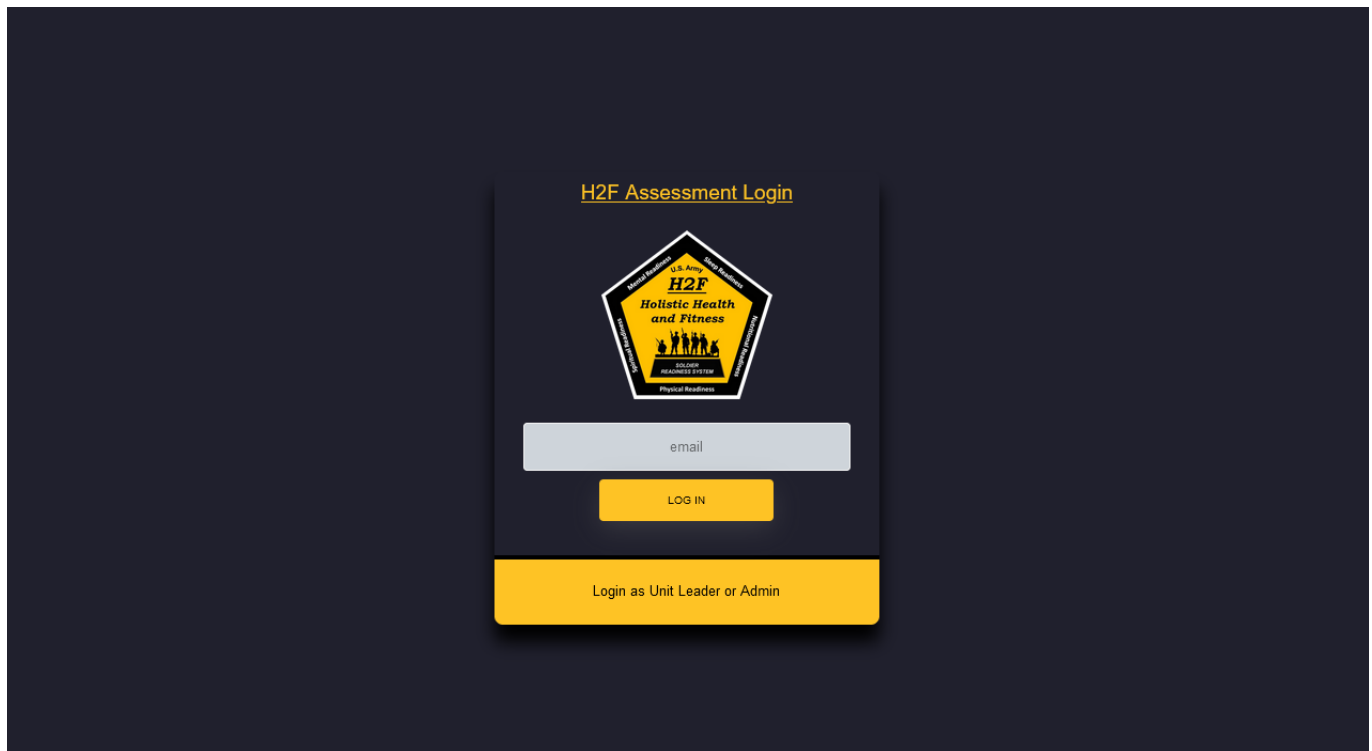 H2F Assessment Login
Mental Readiness
Sleep Readiness
U.S. Army
H2F
Holistic Health
and Fitness
Spiritual Readiness
Nutritional Readiness
SOLDIER
READINESS SYSTEM
Physical Readiness
email
LOG IN
Login as Unit Leader or Admin